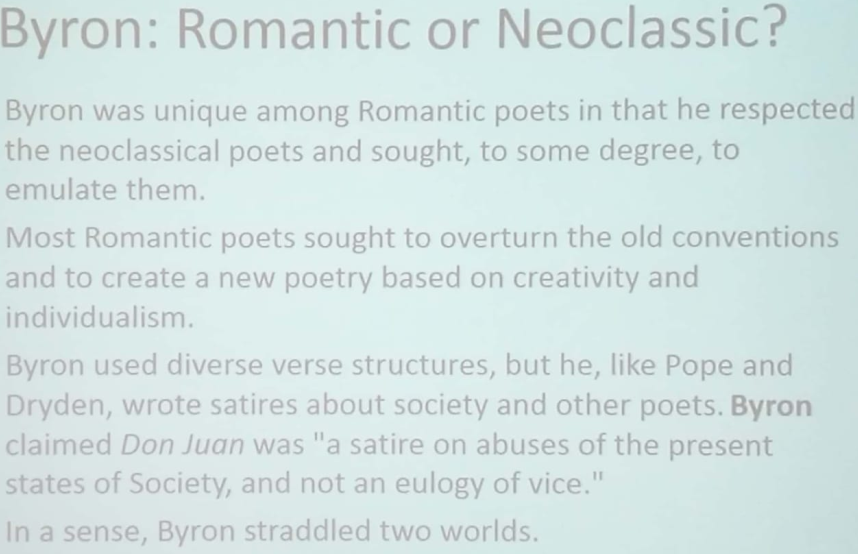 Byron: Romantic or Neoclassic?
Byron was unique among Romantic poets in that he respected
the neoclassical poets and sought, to some degree, to
emulate them.
Most Romantic poets sought to overturn the old conventions
and to create a new poetry based on creativity and
individualism.
Byron used diverse verse structures, but he, like Pope and
Dryden, wrote satires about society and other poets. Byron
claimed Don Juan was "a satire on abuses of the present
states of Society, and not an eulogy of vice."
In a sense, Byron straddled two worlds.